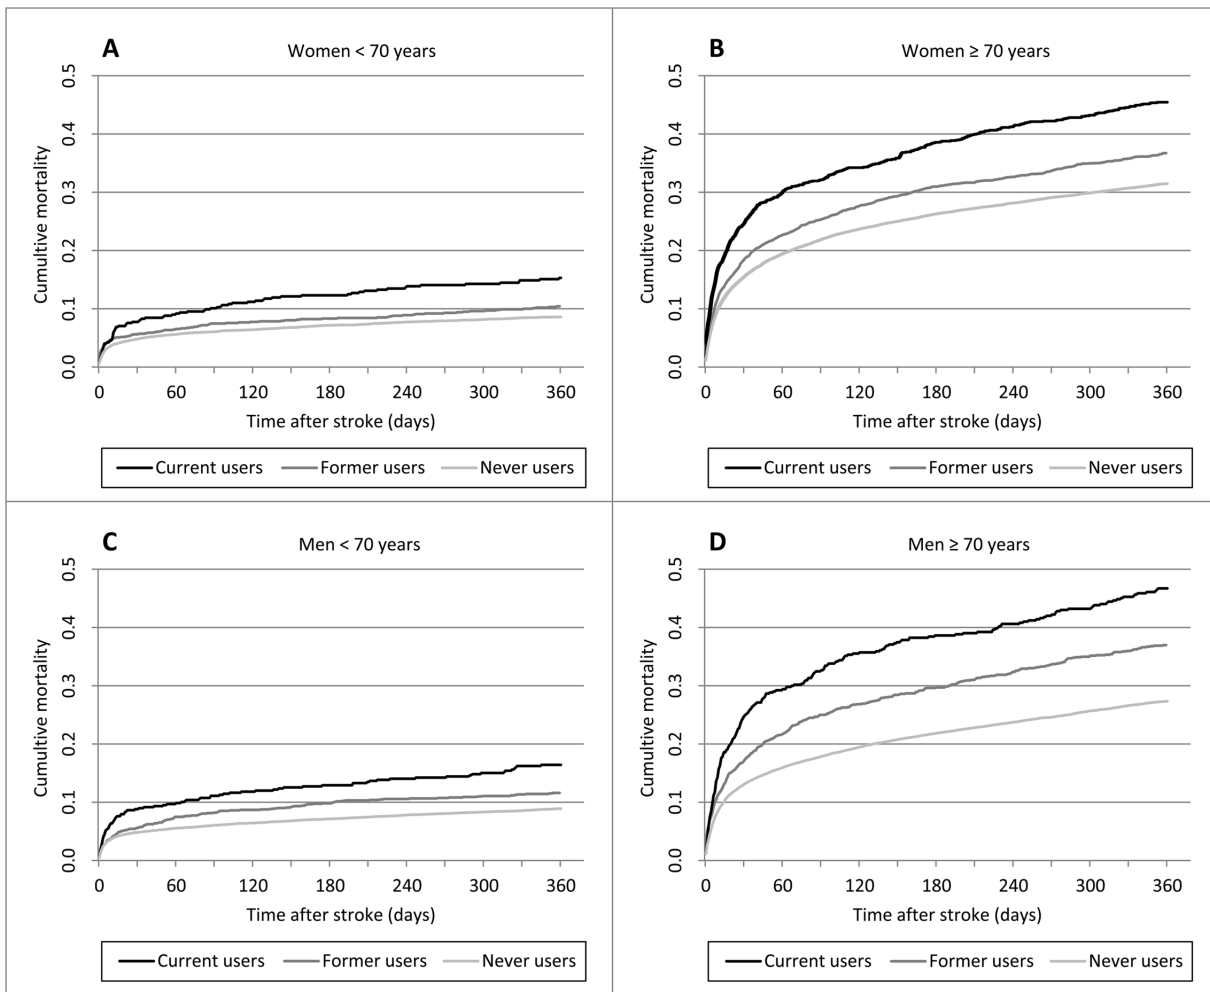 A
Women < 70 years
Cumultive mortality
0.5
0.4
0.3
0.2
0.1
0.0
0 60 120 180 240 300 360
Time after stroke (days)
Current users Former users Never users
B
Women ≥ 70 years
Cumulative mortality
0.5
0.4
0.3
0.2
0.1
0.0
0 60 120 180 240 300 360
Time after stroke (days)
Current users Former users Never users
C
Men < 70 years
Cumultive mortality
0.5
0.4
0.3
0.2
0.1
0.0
0 60 120 180 240 300 360
Time after stroke (days)
Current users Former users Never users
D
Men ≥ 70 years
Cumulative mortality
0.5
0.4
0.3
0.2
0.1
0.0
0 60 120 180 240 300 360
Time after stroke (days)
Current users Former users Never users